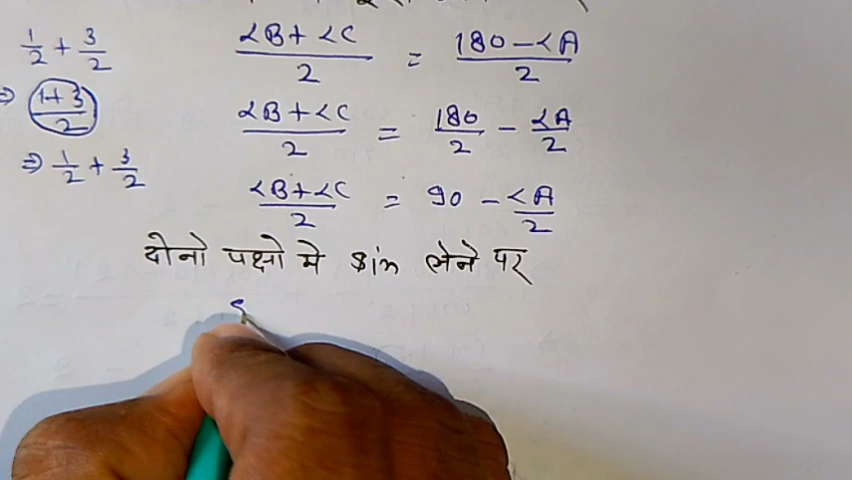 1/2 + 3/2
⇒ (1+3)/2
⇒ 1/2 + 3/2
(∠B + ∠C)/2 = (180 - ∠A)/2
(∠B + ∠C)/2 = 180/2 - ∠A/2
(∠B + ∠C)/2 = 90 - ∠A/2
दोनो पक्षो मे sin लेने पर
s